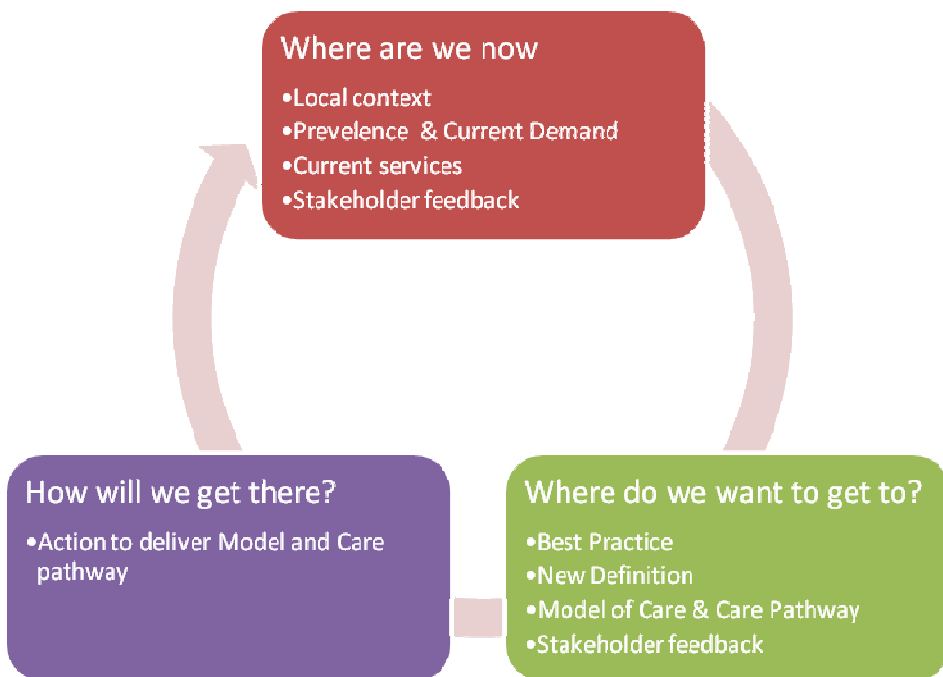 Where are we now
•Local context
•Prevelence & Current Demand
•Current services
•Stakeholder feedback
Where do we want to get to?
•Best Practice
•New Definition
•Model of Care & Care Pathway
•Stakeholder feedback
How will we get there?
•Action to deliver Model and Care
pathway